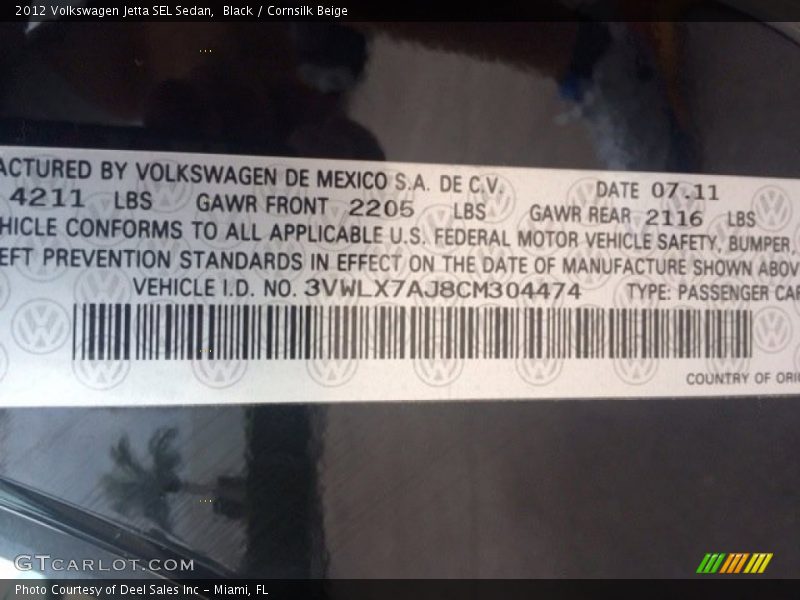 2012 Volkswagen Jetta SEL Sedan, Black / Cornsilk Beige
ACTURED BY VOLKSWAGEN DE MEXICO S.A. DE C.V. DATE 07.11
4211 LBS GAWR FRONT 2205 LBS GAWR REAR 2116 LBS
HICLE CONFORMS TO ALL APPLICABLE U.S. FEDERAL MOTOR VEHICLE SAFETY, BUMPER,
EFT PREVENTION STANDARDS IN EFFECT ON THE DATE OF MANUFACTURE SHOWN ABOV
VEHICLE I.D. NO. 3VWLX7AJ8CM304474 TYPE: PASSENGER CAR
COUNTRY OF ORI
GTCARLOT.COM
Photo Courtesy of Deel Sales Inc - Miami, FL